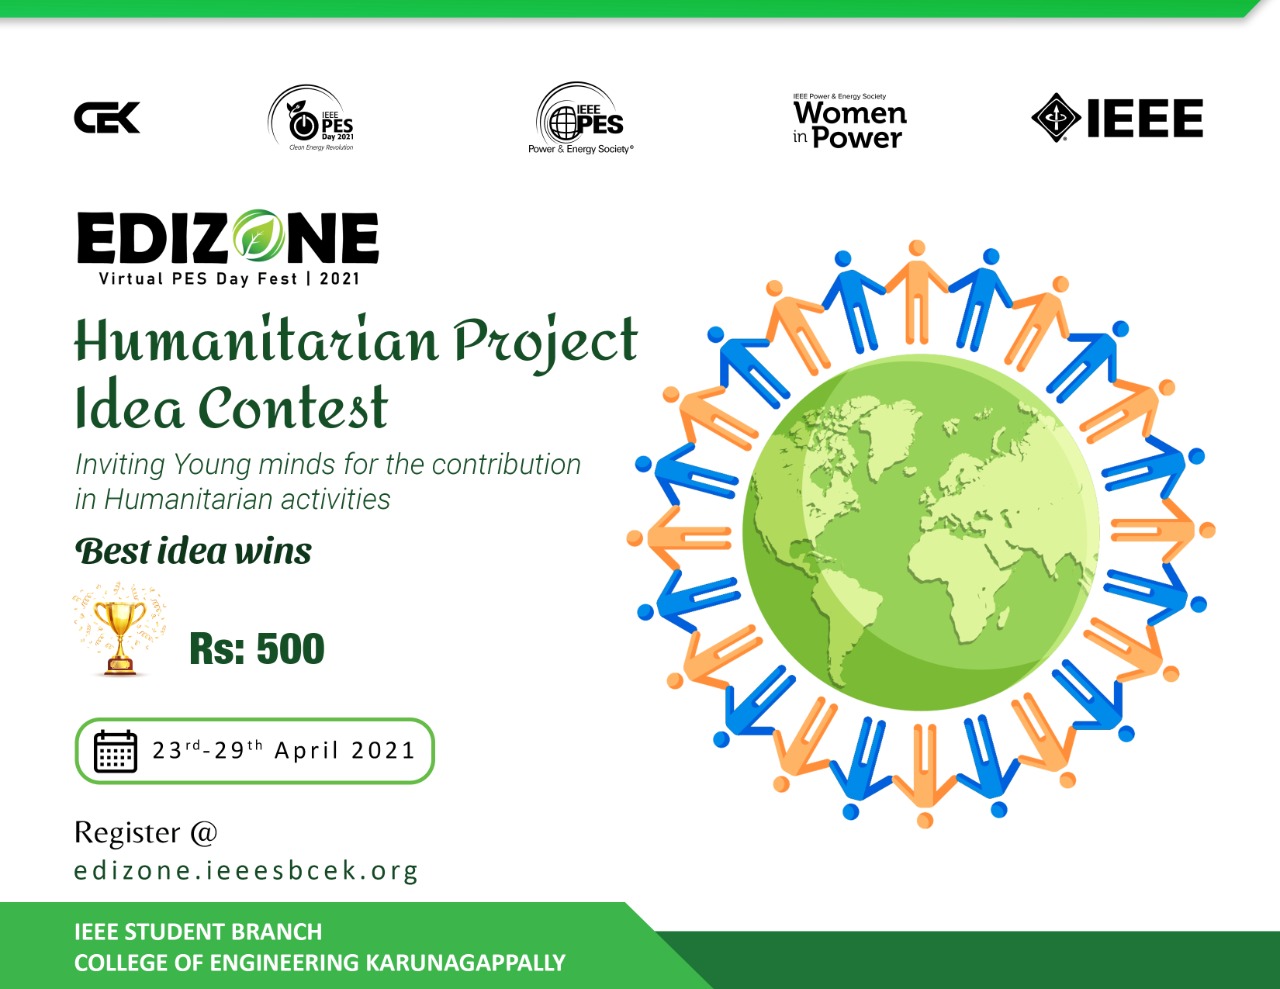 CEK
IEEE
PES
Day 2021
Clean Energy Revolution
IEEE
PES
Power & Energy Society®
IEEE Power & Energy Society
Women
in Power
IEEE
EDIZONE
Virtual PES Day Fest | 2021
Humanitarian Project
Idea Contest
Inviting Young minds for the contribution
in Humanitarian activities
Best idea wins
Rs: 500
23rd-29th April 2021
Register @
edizone.ieeesbcek.org
IEEE STUDENT BRANCH
COLLEGE OF ENGINEERING KARUNAGAPPALLY